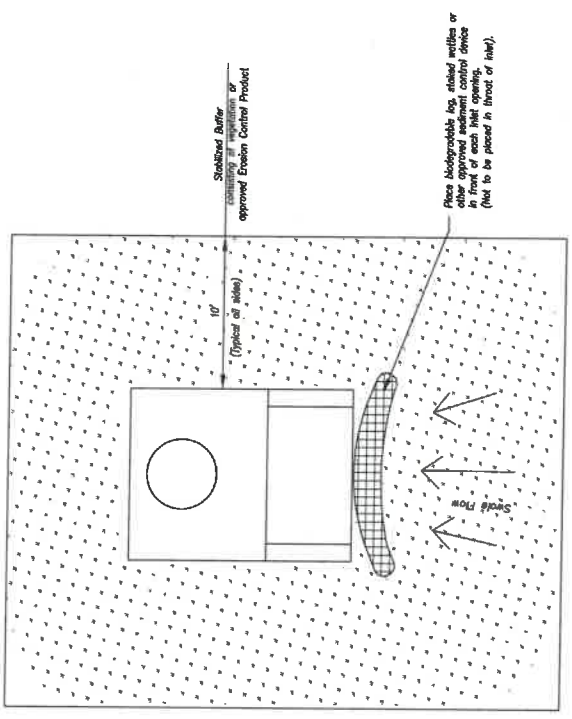 Stabilized Buffer
consisting of vegetation or
approved Erosion Control Product
10'
(Typical all sides)
Place biodegradable log, staked wattles or
other approved sediment control device
in front of each inlet opening.
(Not to be placed in throat of inlet).
Swale Flow